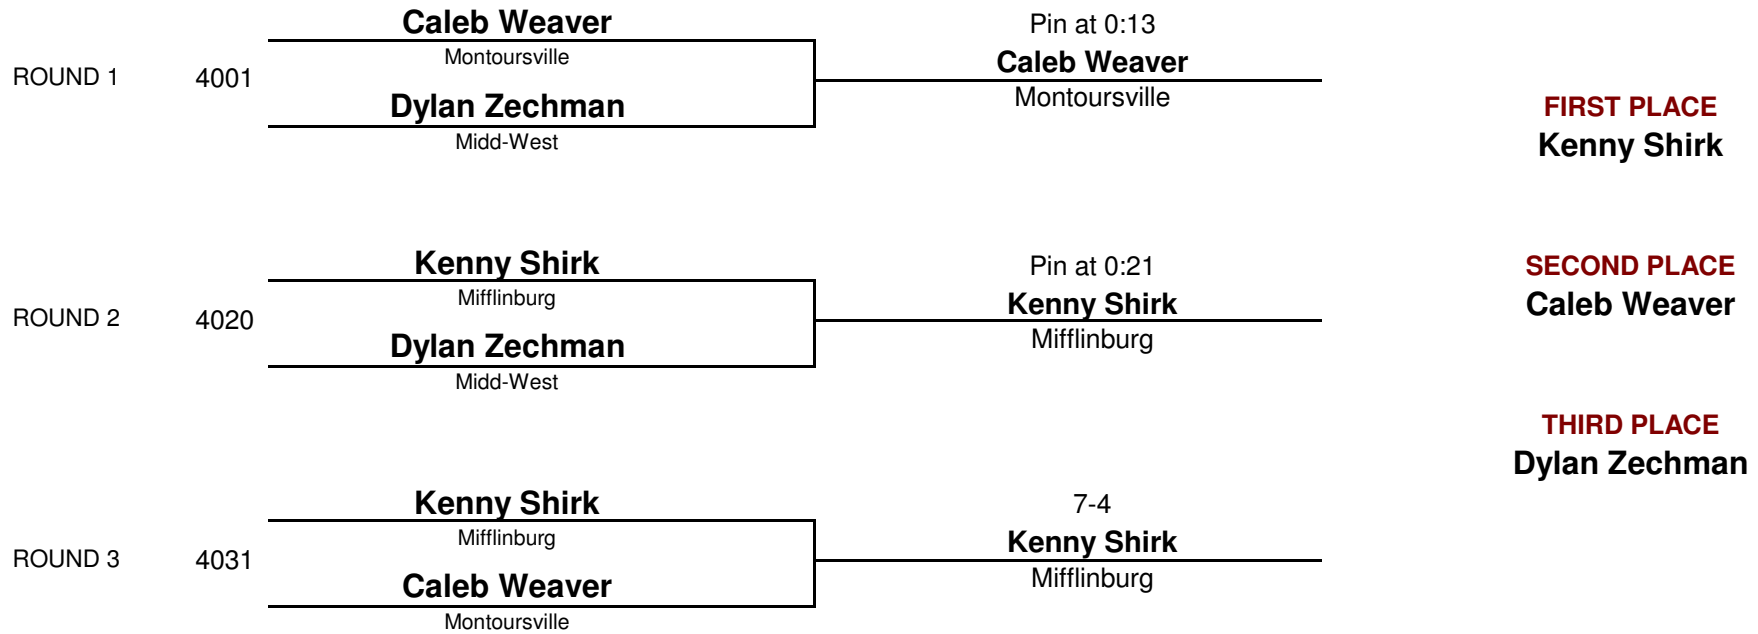 Caleb Weaver
Montoursville
ROUND 1
4001
Dylan Zechman
Midd-West
Pin at 0:13
Caleb Weaver
Montoursville
Kenny Shirk
Mifflinburg
ROUND 2
4020
Dylan Zechman
Midd-West
Pin at 0:21
Kenny Shirk
Mifflinburg
Kenny Shirk
Mifflinburg
ROUND 3
4031
Caleb Weaver
Montoursville
7-4
Kenny Shirk
Mifflinburg
FIRST PLACE
Kenny Shirk
SECOND PLACE
Caleb Weaver
THIRD PLACE
Dylan Zechman